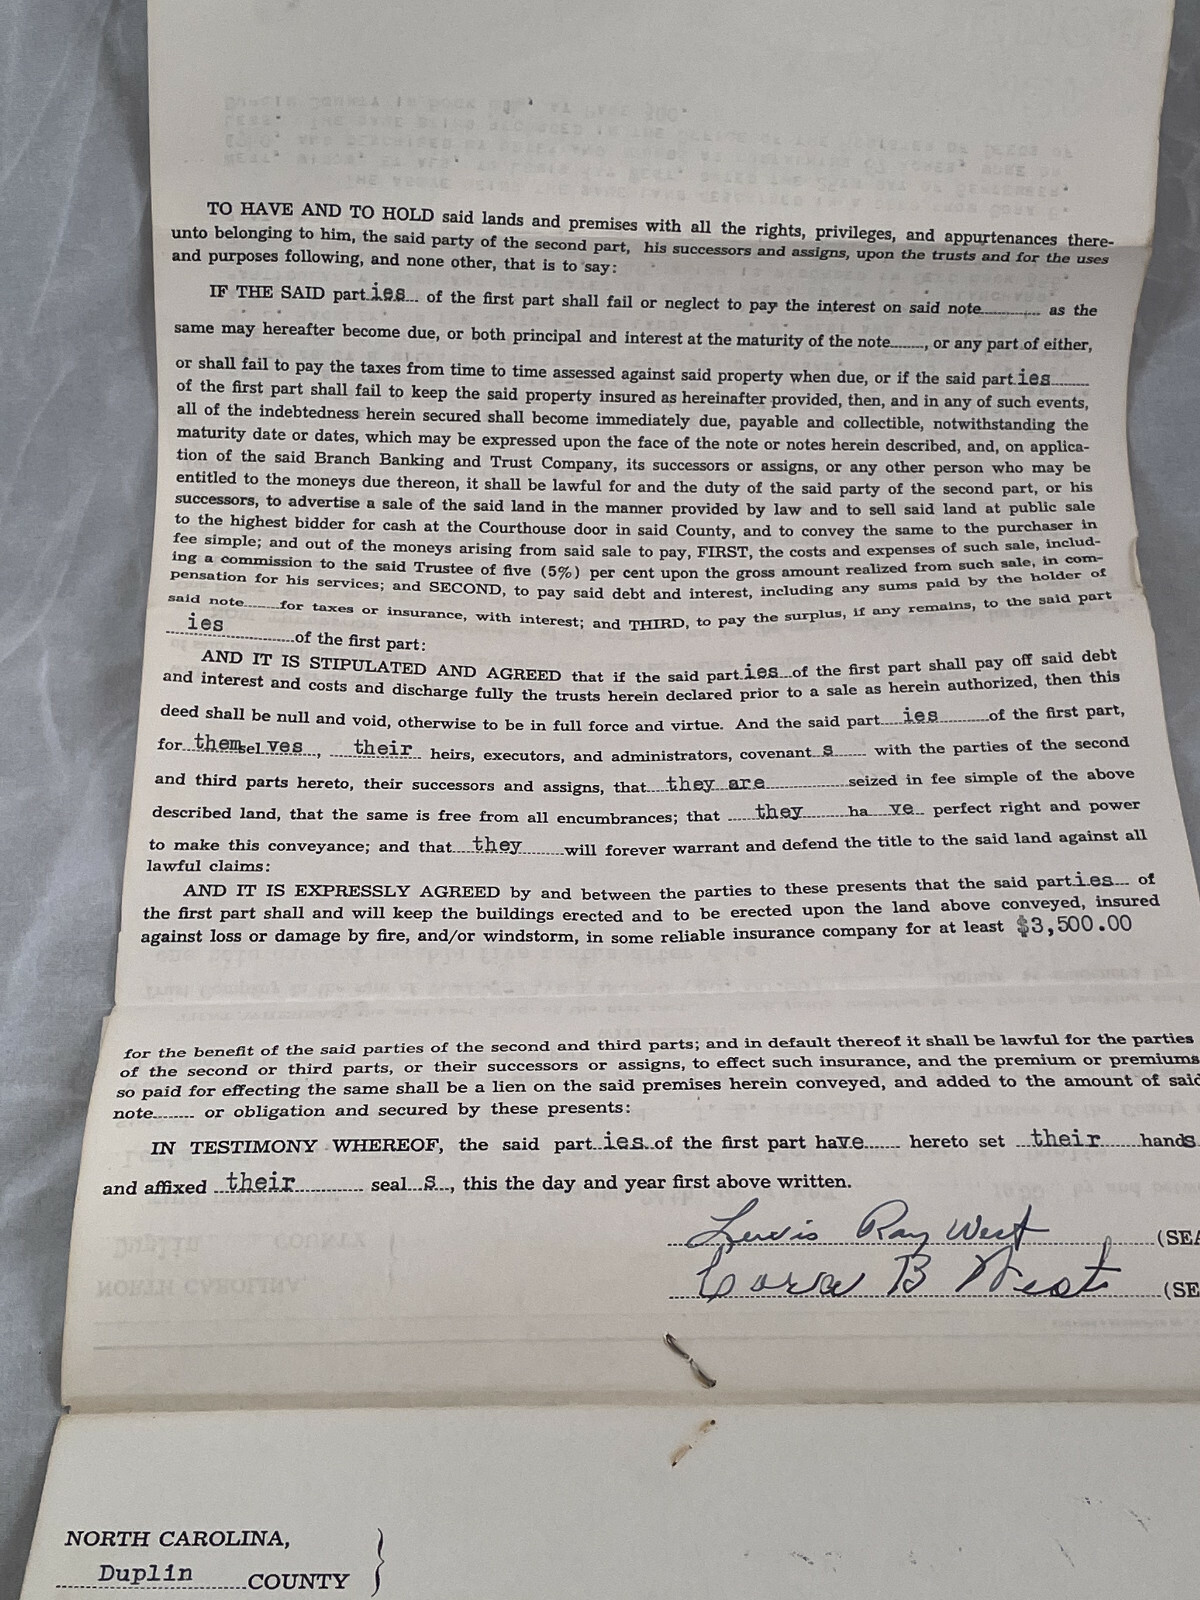 TO HAVE AND TO HOLD said lands and premises with all the rights, privileges, and appurtenances there-
unto belonging to him, the said party of the second part, his successors and assigns, upon the trusts and for the uses
and purposes following, and none other, that is to say:
IF THE SAID parties of the first part shall fail or neglect to pay the interest on said note as the
same may hereafter become due, or both principal and interest at the maturity of the note, or any part of either,
or shall fail to pay the taxes from time to time assessed against said property when due, or if the said parties
of the first part shall fail to keep the said property insured as hereinafter provided, then, and in any of such events,
all of the indebtedness herein secured shall become immediately due, payable and collectible, notwithstanding the
maturity date or dates, which may be expressed upon the face of the note or notes herein described, and, on applica-
tion of the said Branch Banking and Trust Company, its successors or assigns, or any other person who may be
entitled to the moneys due thereon, it shall be lawful for and the duty of the said party of the second part, or his
successors, to advertise a sale of the said land in the manner provided by law and to sell said land at public sale
to the highest bidder for cash at the Courthouse door in said County, and to convey the same to the purchaser in
fee simple; and out of the moneys arising from said sale to pay, FIRST, the costs and expenses of such sale, includ-
ing a commission to the said Trustee of five (5%) per cent upon the gross amount realized from such sale, in com-
pensation for his services; and SECOND, to pay said debt and interest, including any sums paid by the holder of
said note for taxes or insurance, with interest; and THIRD, to pay the surplus, if any remains, to the said part
ies of the first part:
AND IT IS STIPULATED AND AGREED that if the said parties of the first part shall pay off said debt
and interest and costs and discharge fully the trusts herein declared prior to a sale as herein authorized, then this
deed shall be null and void, otherwise to be in full force and virtue. And the said part ies of the first part,
for themselves, their heirs, executors, and administrators, covenant s with the parties of the second
and third parts hereto, their successors and assigns, that they are seized in fee simple of the above
described land, that the same is free from all encumbrances; that they ha ve perfect right and power
to make this conveyance; and that they will forever warrant and defend the title to the said land against all
lawful claims:
AND IT IS EXPRESSLY AGREED by and between the parties to these presents that the said parties of
the first part shall and will keep the buildings erected and to be erected upon the land above conveyed, insured
against loss or damage by fire, and/or windstorm, in some reliable insurance company for at least $3,500.00
for the benefit of the said parties of the second and third parts; and in default thereof it shall be lawful for the parties
of the second or third parts, or their successors or assigns, to effect such insurance, and the premium or premiums
so paid for effecting the same shall be a lien on the said premises herein conveyed, and added to the amount of said
note or obligation and secured by these presents:
IN TESTIMONY WHEREOF, the said parties of the first part have hereto set their hands
and affixed their seal s, this the day and year first above written.
Lewis Ray West (SEA
Cora B West (SE
NORTH CAROLINA,
Duplin COUNTY